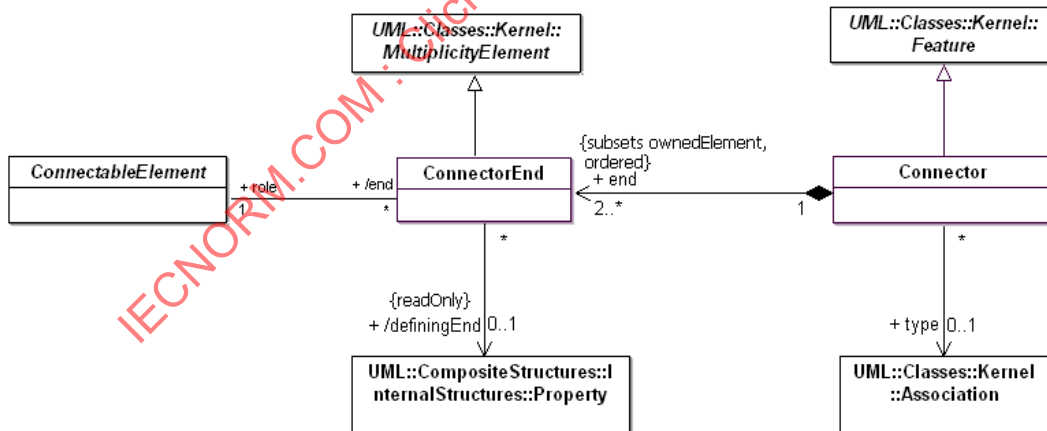 UML::Classes::Kernel::
MultiplicityElement
UML::Classes::Kernel::
Feature
ConnectableElement
+ role
1
+ /end
*
ConnectorEnd
{subsets ownedElement,
ordered}
+ end
2..*
1
Connector
*
{readOnly}
+ /definingEnd 0..1
*
+ type 0..1
UML::CompositeStructures::I
nternalStructures::Property
UML::Classes::Kernel
::Association
IECNORM.COM : Click